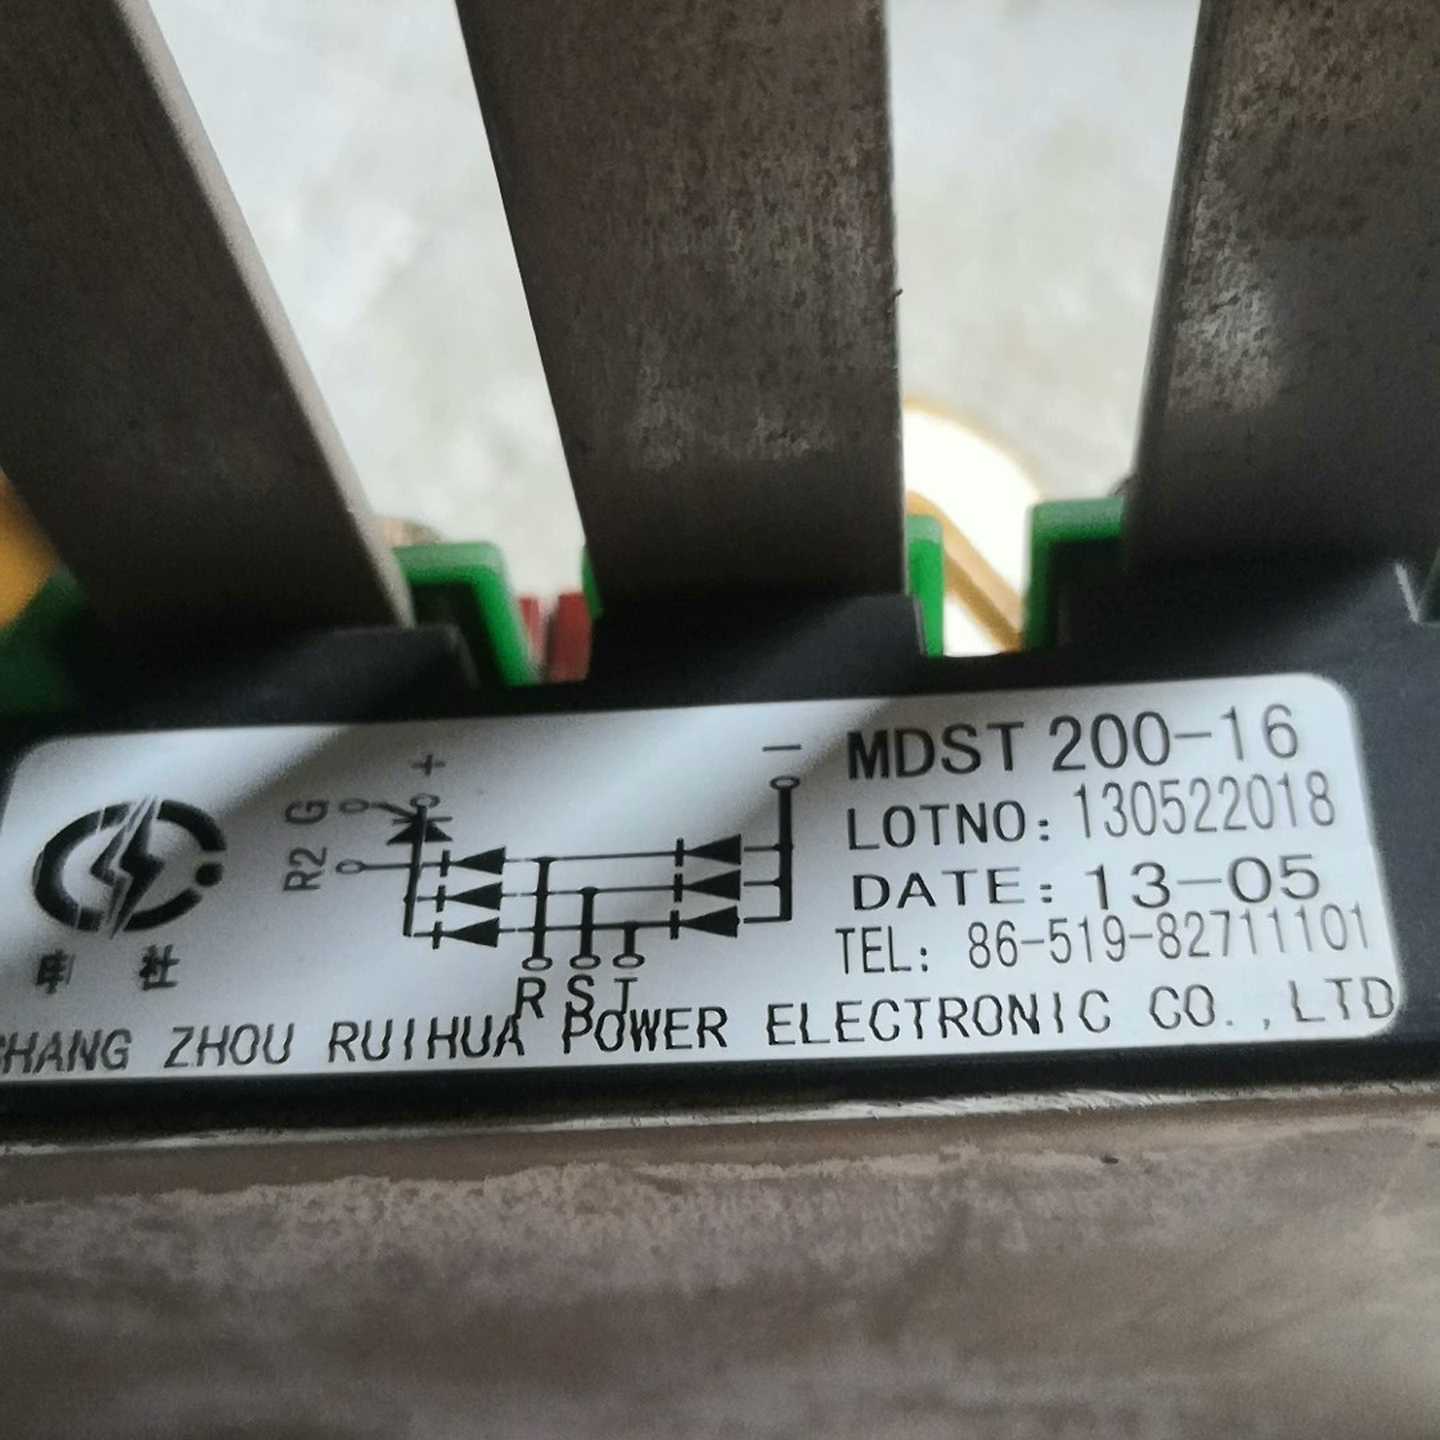 MDST 200-16
LOTNO: 130522018
DATE: 13-05
TEL: 86-519-82711101
+
−
G
R2
R S T
社
HANG ZHOU RUIHUA POWER ELECTRONIC CO.,LTD